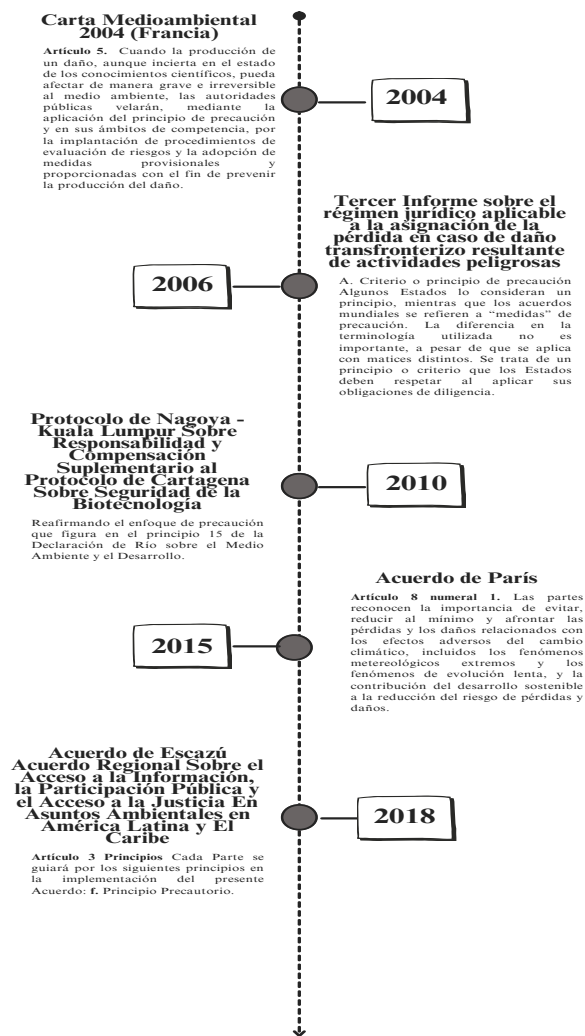 Carta Medioambiental
2004 (Francia)
Artículo 5. Cuando la producción de
un daño, aunque incierta en el estado
de los conocimientos científicos, pueda
afectar de manera grave e irreversible
al medio ambiente, las autoridades
públicas velarán, mediante la
aplicación del principio de precaución
y en sus ámbitos de competencia, por
la implantación de procedimientos de
evaluación de riesgos y la adopción de
medidas provisionales y
proporcionadas con el fin de prevenir
la producción del daño.
2004
Tercer Informe sobre el
régimen jurídico aplicable
a la asignación de la
pérdida en caso de daño
transfronterizo resultante
de actividades peligrosas
2006
A. Criterio o principio de precaución
Algunos Estados lo consideran un
principio, mientras que los acuerdos
mundiales se refieren a “medidas” de
precaución. La diferencia en la
terminología utilizada no es
importante, a pesar de que se aplica
con matices distintos. Se trata de un
principio o criterio que los Estados
deben respetar al aplicar sus
obligaciones de diligencia.
Protocolo de Nagoya -
Kuala Lumpur Sobre
Responsabilidad y
Compensación
Suplementario al
Protocolo de Cartagena
Sobre Seguridad de la
Biotecnología
Reafirmando el enfoque de precaución
que figura en el principio 15 de la
Declaración de Río sobre el Medio
Ambiente y el Desarrollo.
2010
Acuerdo de París
Artículo 8 numeral 1. Las partes
reconocen la importancia de evitar,
reducir al mínimo y afrontar las
pérdidas y los daños relacionados con
los efectos adversos del cambio
climático, incluidos los fenómenos
metereológicos extremos y los
fenómenos de evolución lenta, y la
contribución del desarrollo sostenible
a la reducción del riesgo de pérdidas y
daños.
2015
Acuerdo de Escazú
Acuerdo Regional Sobre el
Acceso a la Información,
la Participación Pública y
el Acceso a la Justicia En
Asuntos Ambientales en
América Latina y El
Caribe
Artículo 3 Principios Cada Parte se
guiará por los siguientes principios en
la implementación del presente
Acuerdo: f. Principio Precautorio.
2018